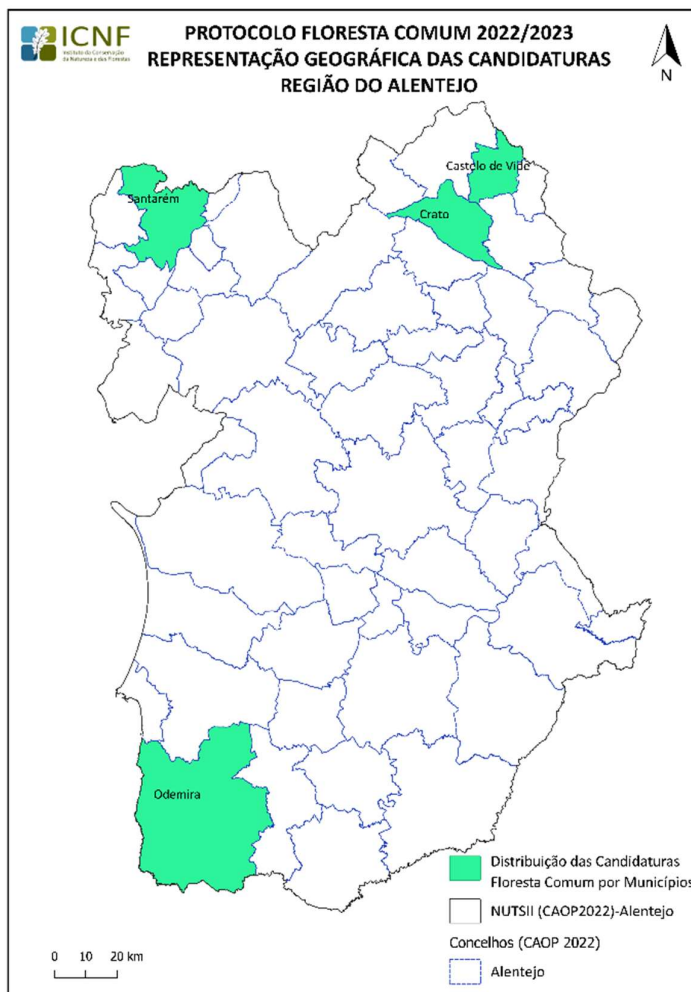 ICNF
Instituto da Conservação
da Natureza e das Florestas
PROTOCOLO FLORESTA COMUM 2022/2023
REPRESENTAÇÃO GEOGRÁFICA DAS CANDIDATURAS
REGIÃO DO ALENTEJO
N
Castelo de Vide
Santarém
Crato
Odemira
Distribuição das Candidaturas
Floresta Comum por Municípios
NUTSII (CAOP2022)-Alentejo
Concelhos (CAOP 2022)
Alentejo
0 10 20 km